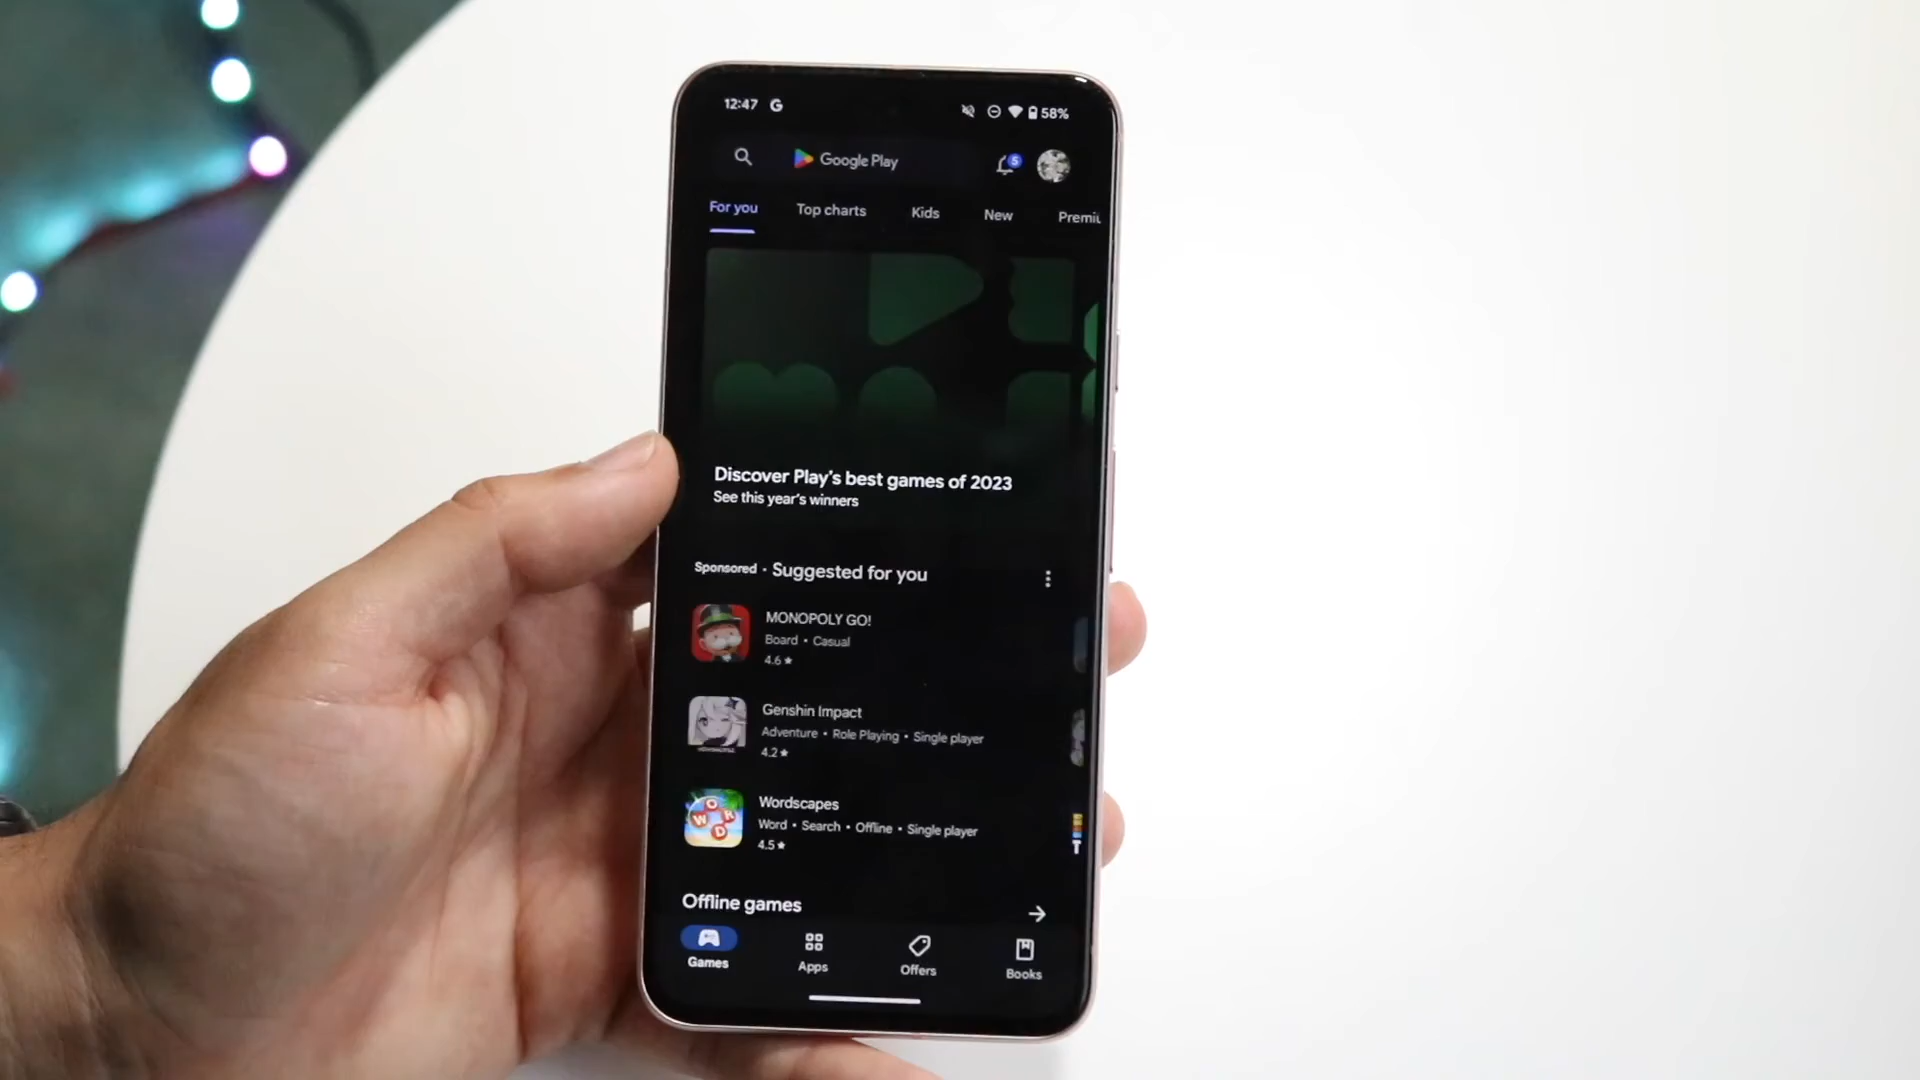 12:47 G 58%
Google Play 5
For you Top charts Kids New Premiu
Discover Play's best games of 2023
See this year's winners
Sponsored · Suggested for you
MONOPOLY GO!
Board • Casual
4.6★
Genshin Impact
Adventure • Role Playing • Single player
4.2★
W O R D
Wordscapes
Word • Search • Offline • Single player
4.5★
T
Offline games
Games Apps Offers Books